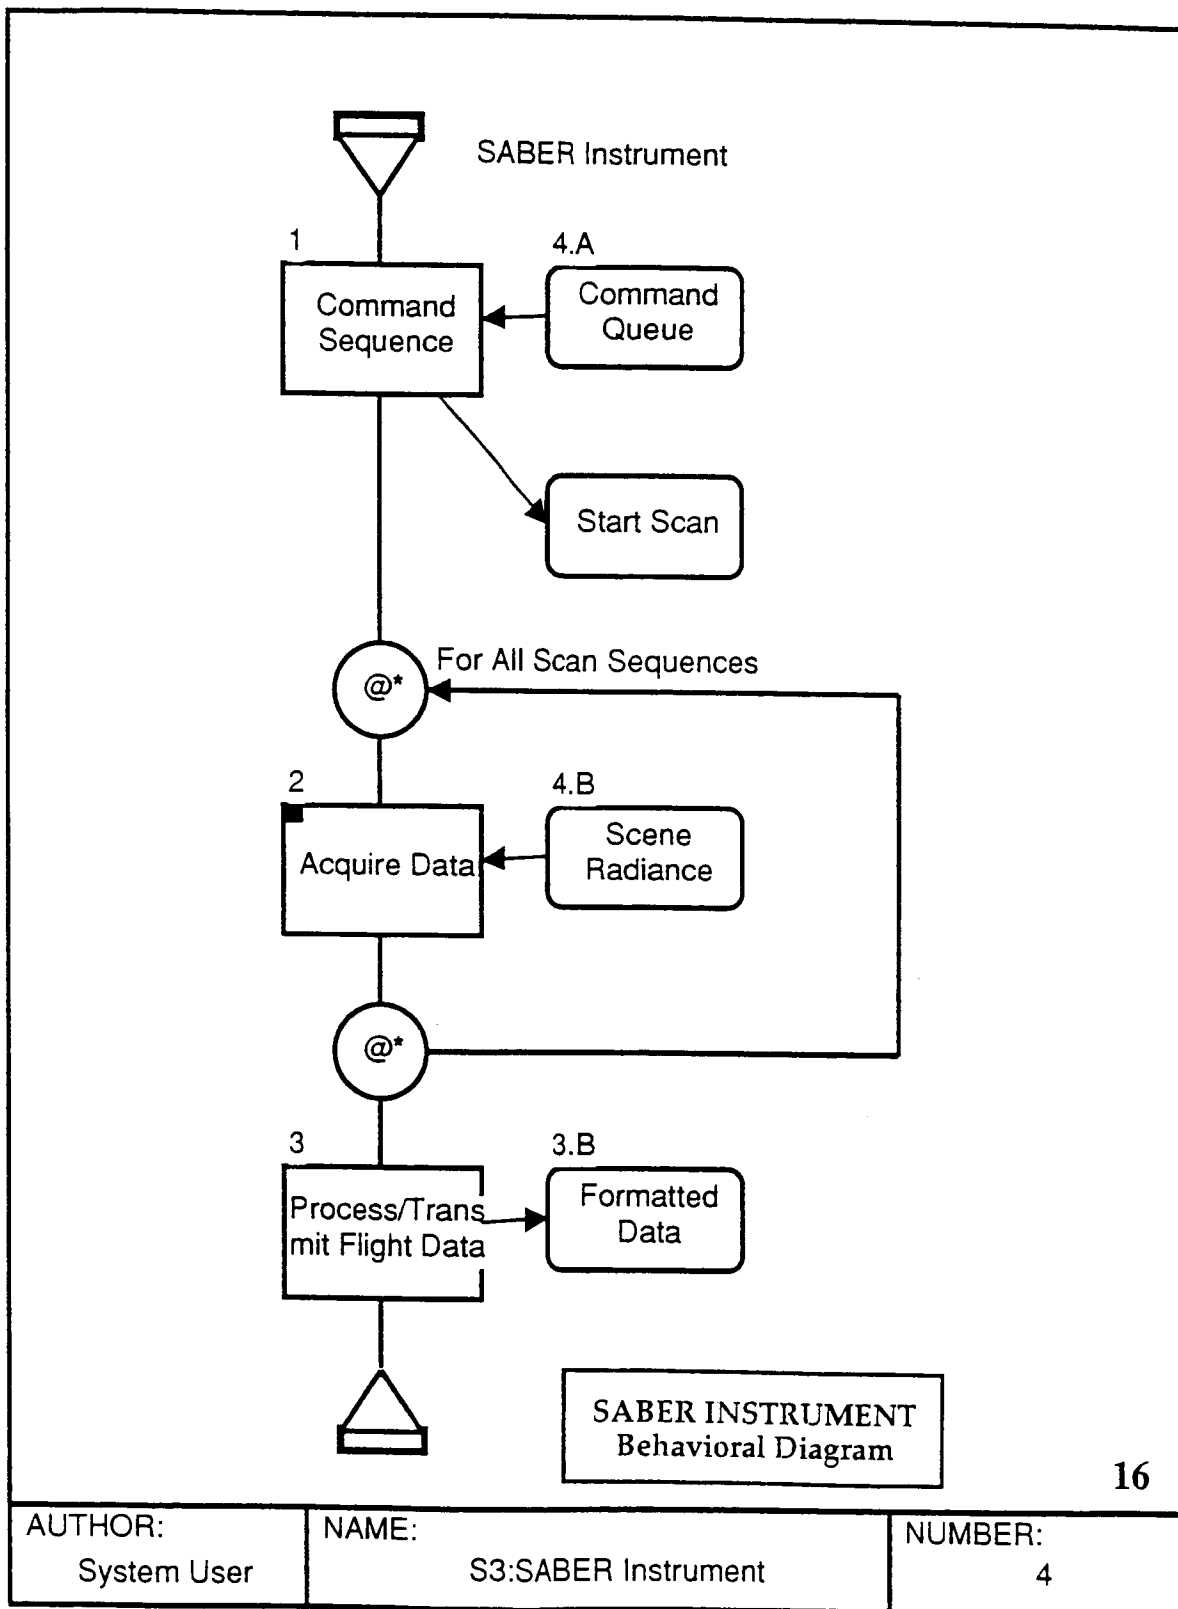 SABER Instrument
1
Command
Sequence
4.A
Command
Queue
Start Scan
@*
For All Scan Sequences
2
Acquire Data
4.B
Scene
Radiance
@*
3
Process/Trans
mit Flight Data
3.B
Formatted
Data
SABER INSTRUMENT
Behavioral Diagram
16
AUTHOR:
System User
NAME:
S3:SABER Instrument
NUMBER:
4